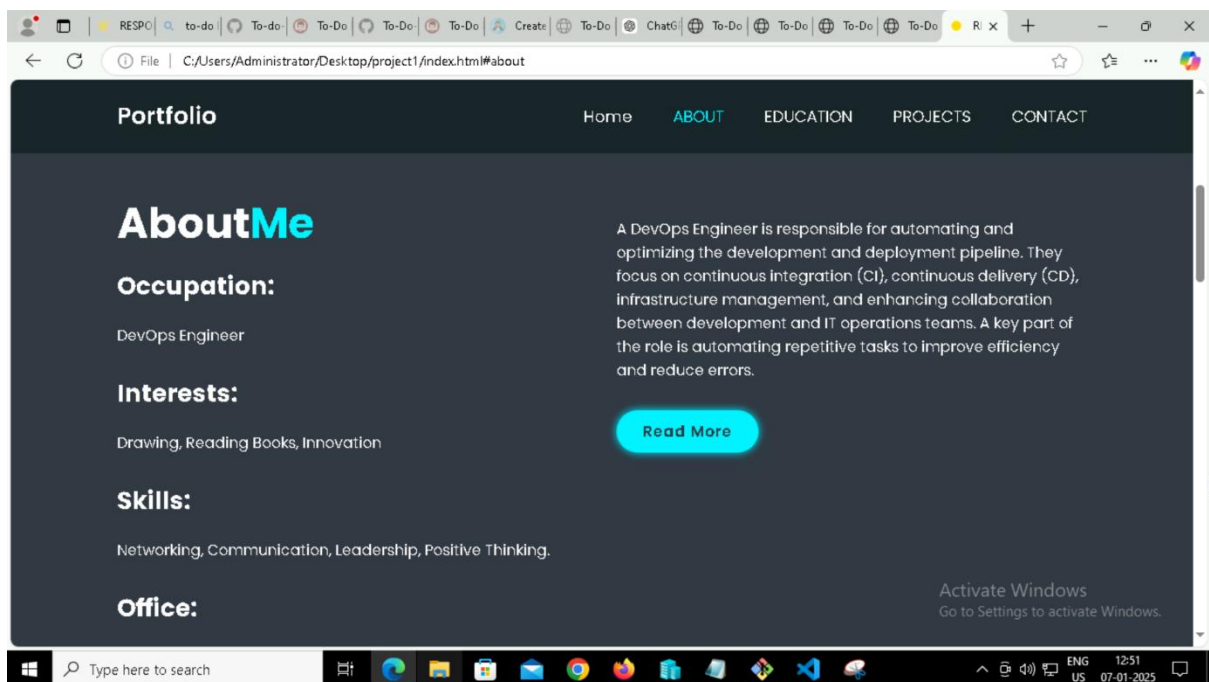 RESPO to-do To-do To-Do To-Do To-Do Create To-Do ChatG To-Do To-Do To-Do To-Do R
File C:/Users/Administrator/Desktop/project1/index.html#about
Portfolio Home ABOUT EDUCATION PROJECTS CONTACT
AboutMe
Occupation:
DevOps Engineer
Interests:
Drawing, Reading Books, Innovation
Skills:
Networking, Communication, Leadership, Positive Thinking.
Office:
A DevOps Engineer is responsible for automating and
optimizing the development and deployment pipeline. They
focus on continuous integration (CI), continuous delivery (CD),
infrastructure management, and enhancing collaboration
between development and IT operations teams. A key part of
the role is automating repetitive tasks to improve efficiency
and reduce errors.
Read More
Activate Windows
Go to Settings to activate Windows.
Type here to search
ENG
US
12:51
07-01-2025